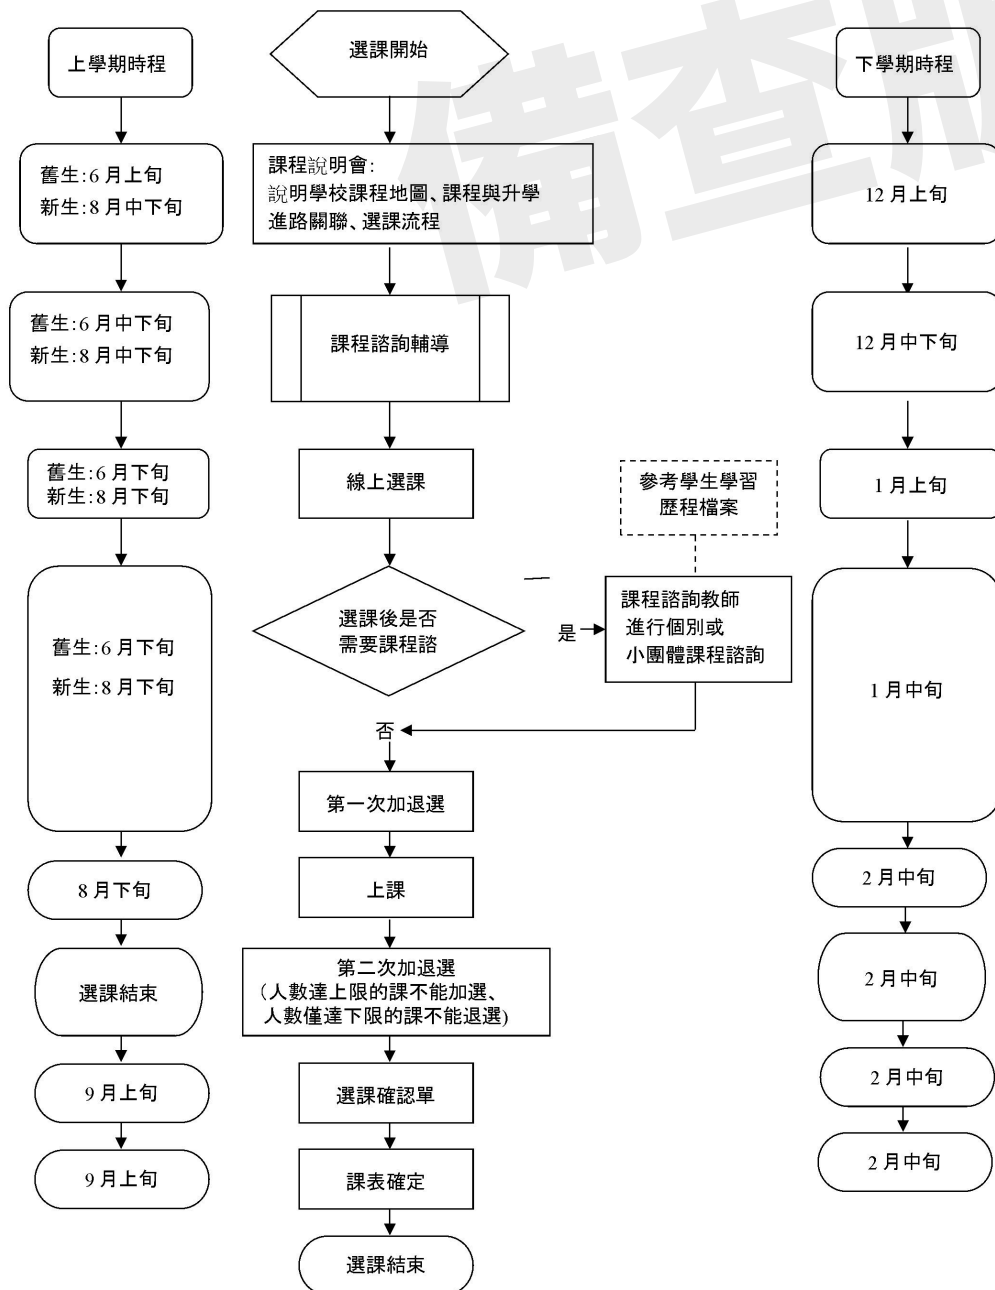 上學期時程
選課開始
下學期時程
備查版
舊生:6 月上旬
新生:8 月中下旬
課程說明會:
說明學校課程地圖、課程與升學
進路關聯、選課流程
12 月上旬
舊生:6 月中下旬
新生:8 月中下旬
課程諮詢輔導
12 月中下旬
舊生:6 月下旬
新生:8 月下旬
線上選課
參考學生學習
歷程檔案
1 月上旬
舊生:6 月下旬
新生:8 月下旬
選課後是否
需要課程諮
是
課程諮詢教師
進行個別或
小團體課程諮詢
1 月中旬
否
第一次加退選
8 月下旬
上課
2 月中旬
選課結束
第二次加退選
(人數達上限的課不能加選、
人數僅達下限的課不能退選)
2 月中旬
9 月上旬
選課確認單
2 月中旬
9 月上旬
課表確定
2 月中旬
選課結束